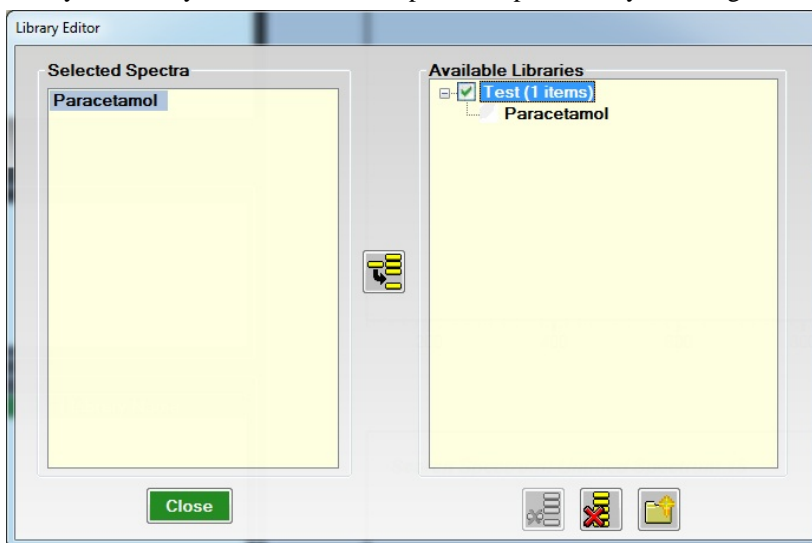 Library Editor
Selected Spectra
Paracetamol
Available Libraries
Test (1 items)
Paracetamol
Close